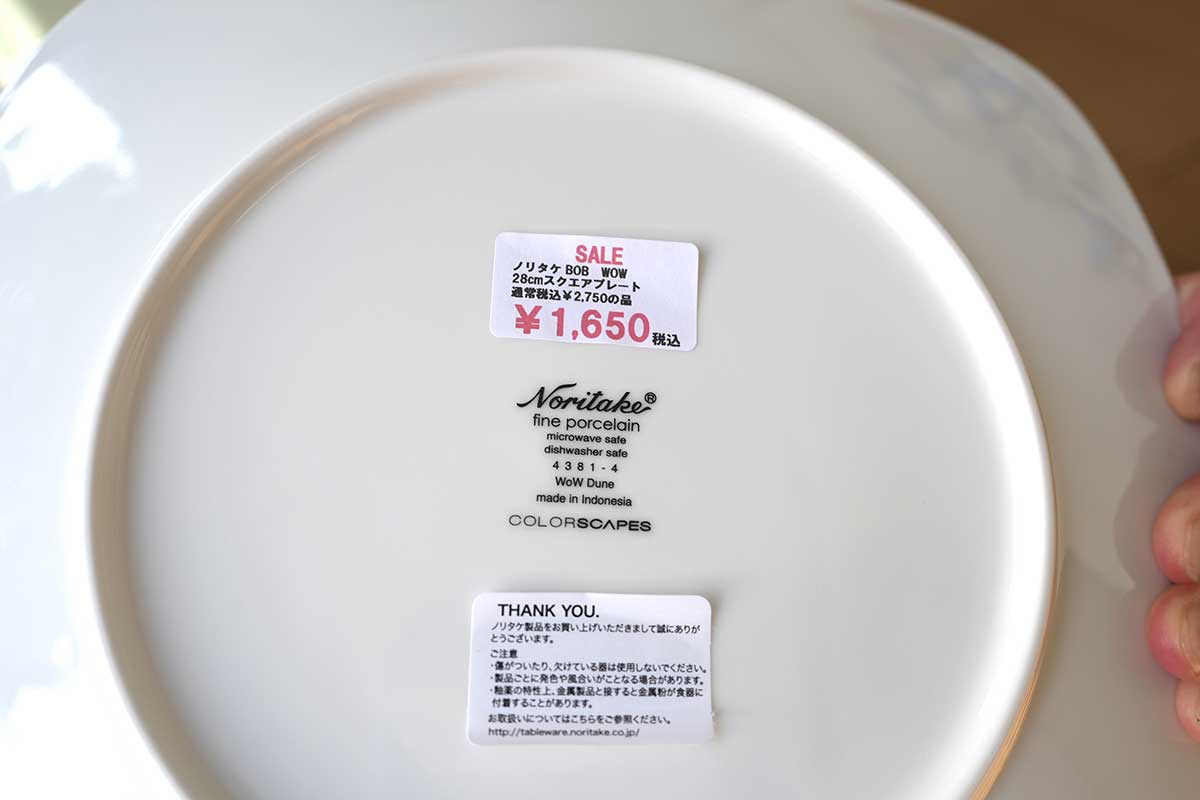 SALE
ノリタケ BOB WOW
28cmスクエアプレート
通常税込¥2,750の品
¥1,650税込
Noritake®
fine porcelain
microwave safe
dishwasher safe
4381-4
WoW Dune
made in Indonesia
COLORSCAPES
THANK YOU.
ノリタケ製品をお買い上げいただきまして誠にありが
とうございます。
ご注意
・傷がついたり、欠けている器は使用しないでください。
・製品ごとに発色や風合いがことなる場合があります。
・釉薬の特性上、金属製品と接すると金属粉が食器に
付着することがあります。
お取扱いについてはこちらをご参照ください。
http://tableware.noritake.co.jp/